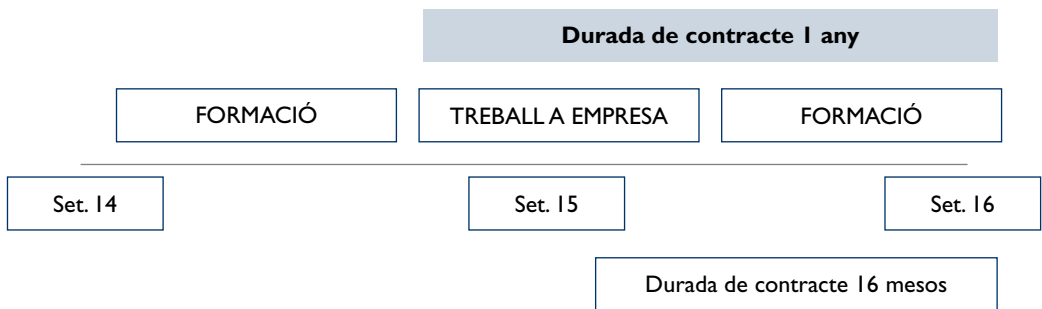 Durada de contracte 1 any
FORMACIÓ
TREBALL A EMPRESA
FORMACIÓ
Set. 14
Set. 15
Set. 16
Durada de contracte 16 mesos